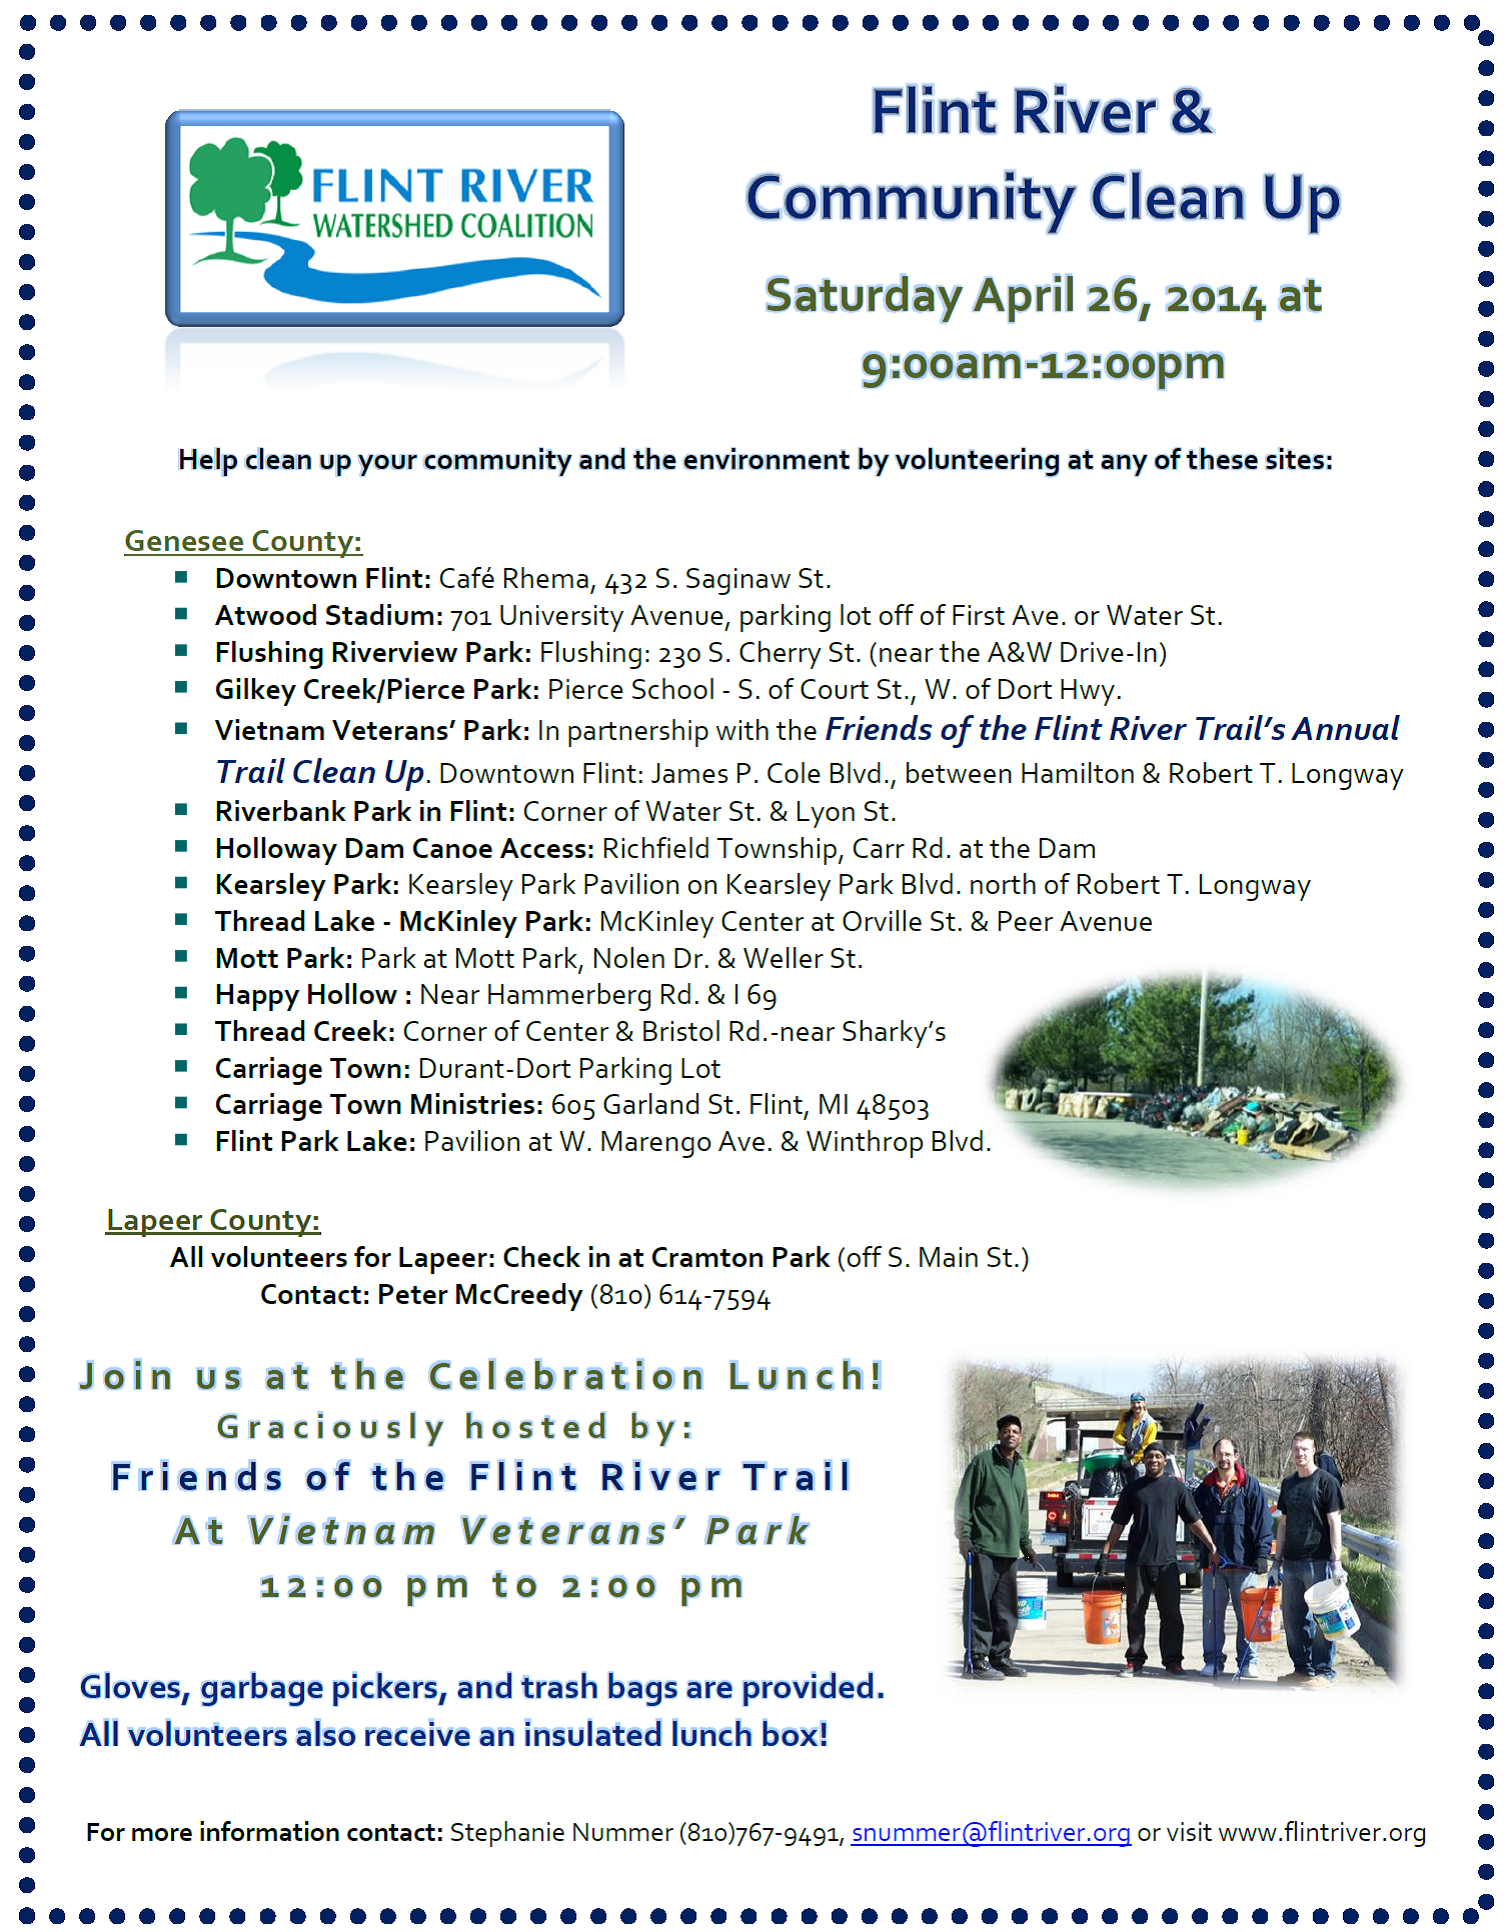 FLINT RIVER
WATERSHED COALITION
Flint River &
Community Clean Up
Saturday April 26, 2014 at
9:00am-12:00pm
Help clean up your community and the environment by volunteering at any of these sites:
Genesee County:
Downtown Flint: Café Rhema, 432 S. Saginaw St.
Atwood Stadium: 701 University Avenue, parking lot off of First Ave. or Water St.
Flushing Riverview Park: Flushing: 230 S. Cherry St. (near the A&W Drive-In)
Gilkey Creek/Pierce Park: Pierce School - S. of Court St., W. of Dort Hwy.
Vietnam Veterans’ Park: In partnership with the Friends of the Flint River Trail’s Annual
Trail Clean Up. Downtown Flint: James P. Cole Blvd., between Hamilton & Robert T. Longway
Riverbank Park in Flint: Corner of Water St. & Lyon St.
Holloway Dam Canoe Access: Richfield Township, Carr Rd. at the Dam
Kearsley Park: Kearsley Park Pavilion on Kearsley Park Blvd. north of Robert T. Longway
Thread Lake - McKinley Park: McKinley Center at Orville St. & Peer Avenue
Mott Park: Park at Mott Park, Nolen Dr. & Weller St.
Happy Hollow : Near Hammerberg Rd. & I 69
Thread Creek: Corner of Center & Bristol Rd.-near Sharky’s
Carriage Town: Durant-Dort Parking Lot
Carriage Town Ministries: 605 Garland St. Flint, MI 48503
Flint Park Lake: Pavilion at W. Marengo Ave. & Winthrop Blvd.
Lapeer County:
All volunteers for Lapeer: Check in at Cramton Park (off S. Main St.)
Contact: Peter McCreedy (810) 614-7594
Join us at the Celebration Lunch!
Graciously hosted by:
Friends of the Flint River Trail
At Vietnam Veterans’ Park
12:00 pm to 2:00 pm
Gloves, garbage pickers, and trash bags are provided.
All volunteers also receive an insulated lunch box!
For more information contact: Stephanie Nummer (810)767-9491, snummer@flintriver.org or visit www.flintriver.org